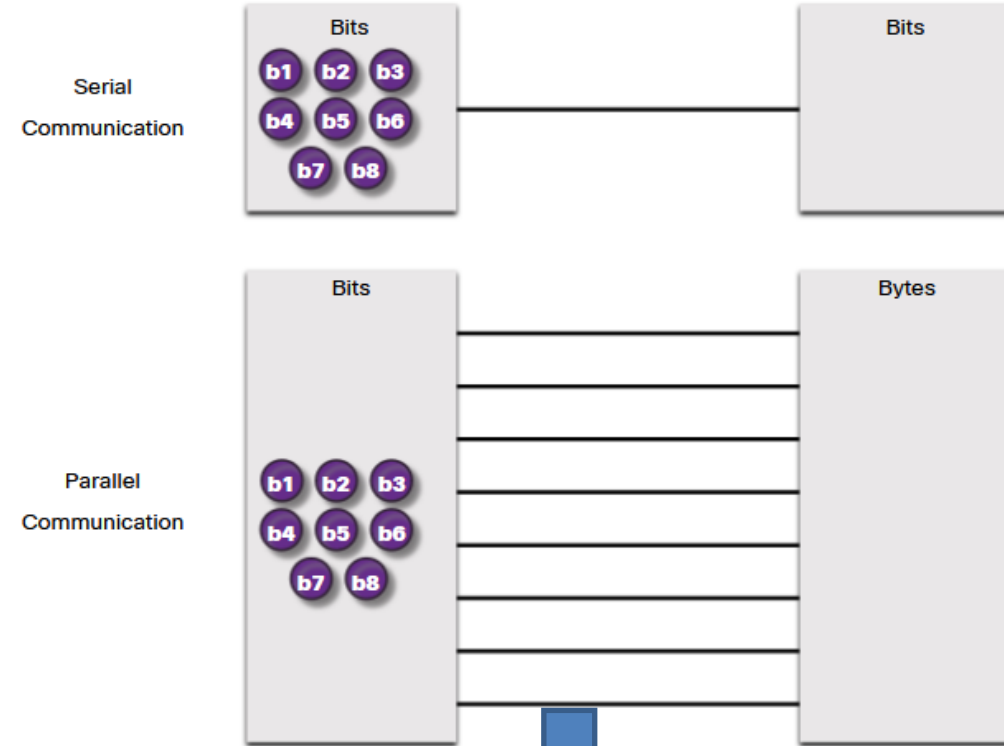 Bits
Bits
Serial
Communication
b1 b2 b3
b4 b5 b6
b7 b8
Bits
Bytes
Parallel
Communication
b1 b2 b3
b4 b5 b6
b7 b8